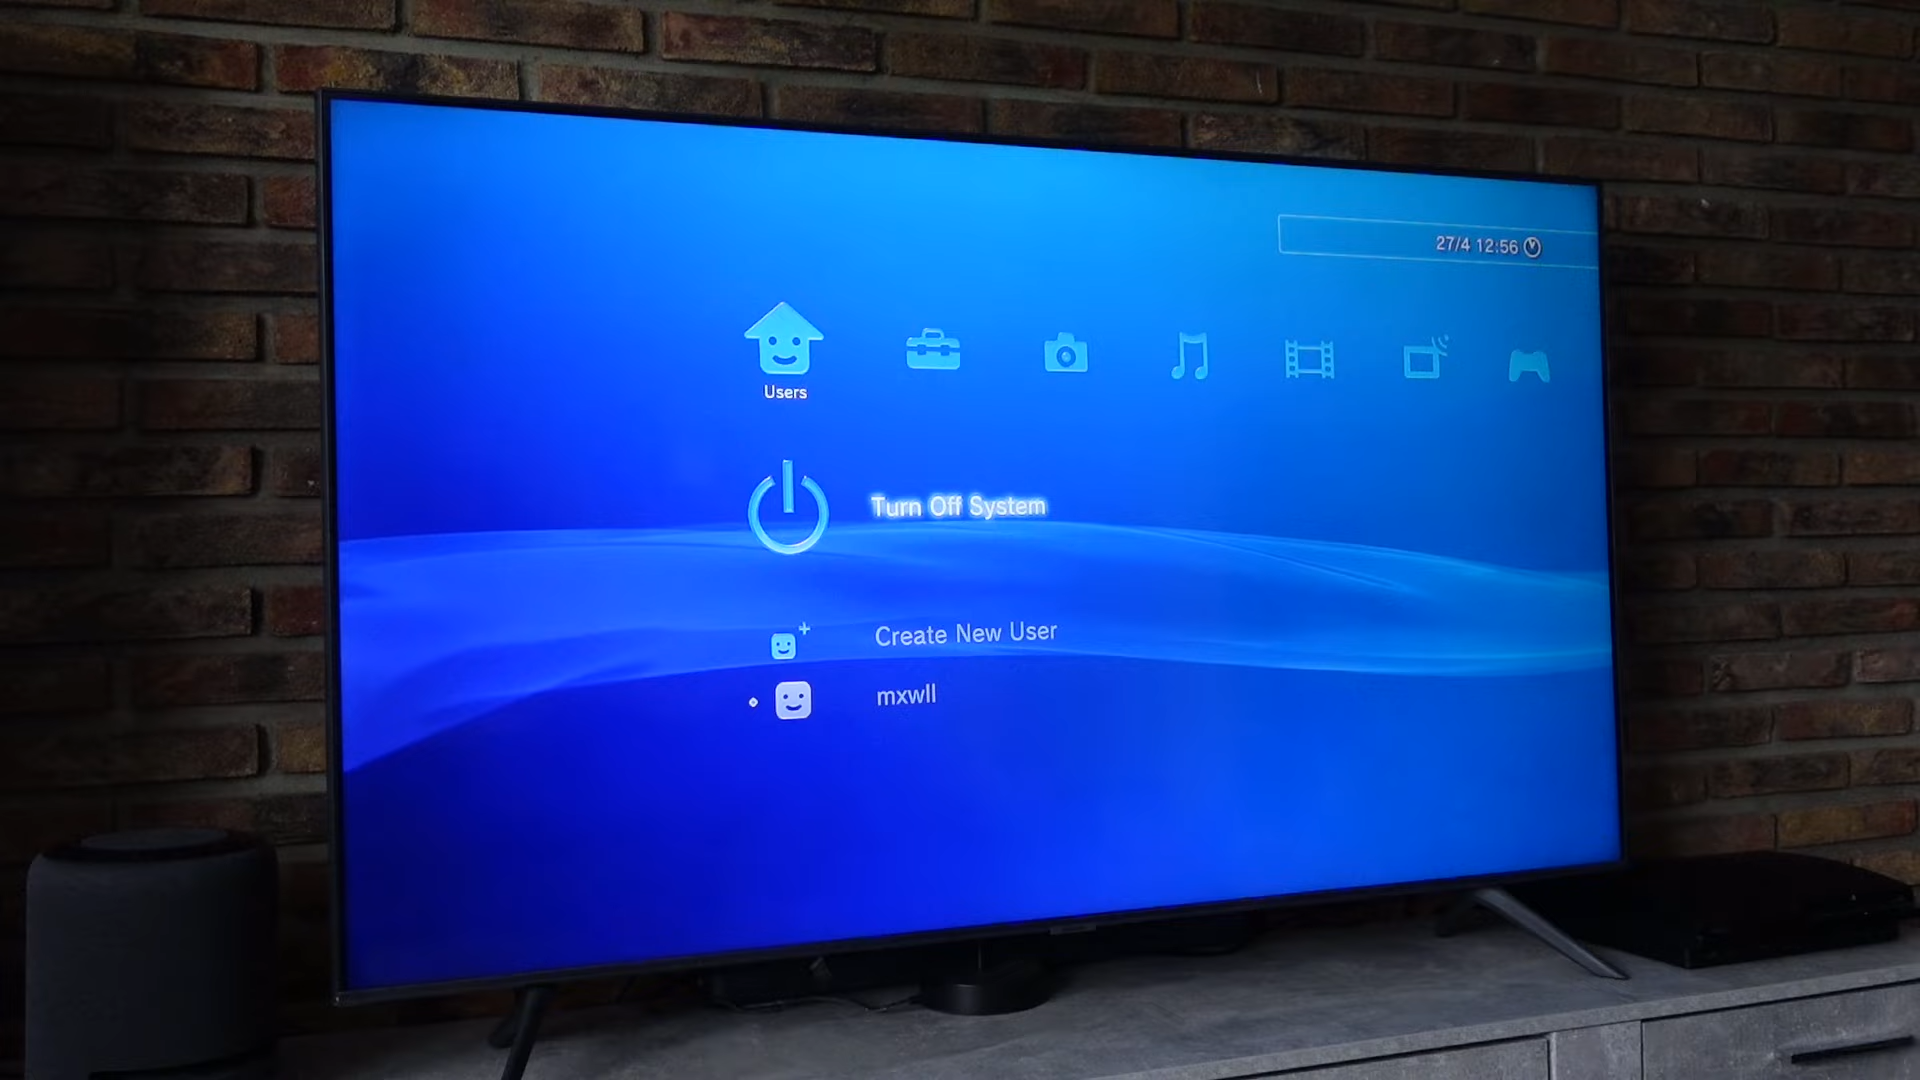 27/4 12:56
Users
Turn Off System
Create New User
mxwll